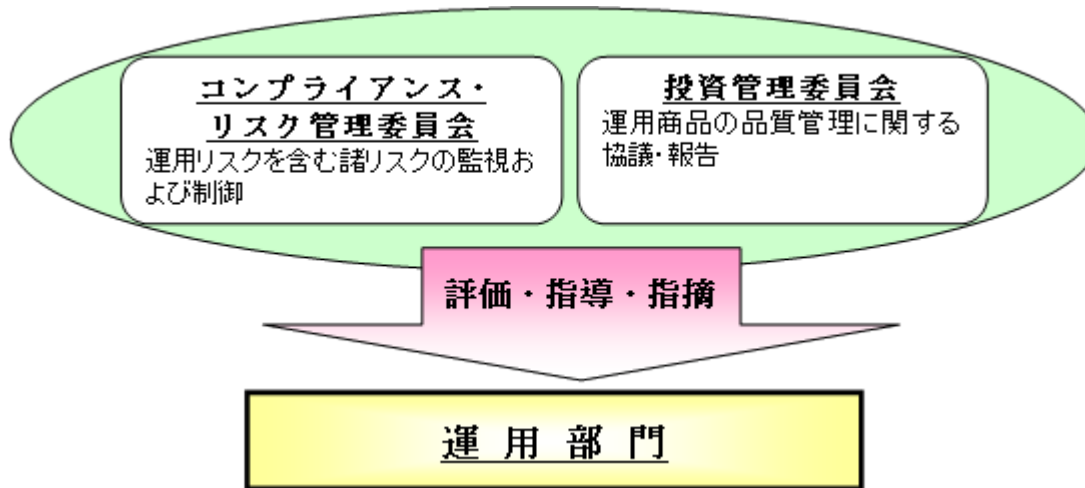 コンプライアンス・
リスク管理委員会
運用リスクを含む諸リスクの監視お
よび制御
投資管理委員会
運用商品の品質管理に関する
協議・報告
評価・指導・指摘
運用部門